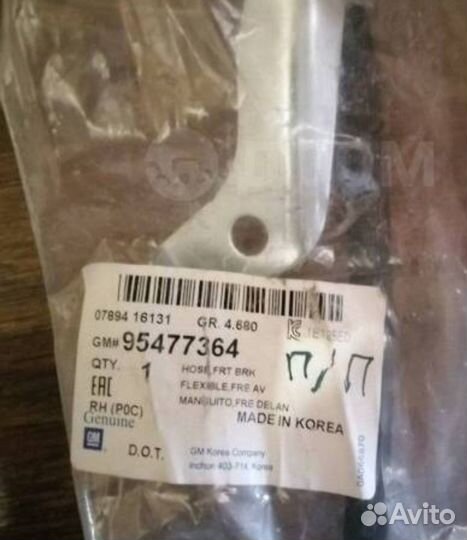 07894 16131 GR. 4.680
GM# 95477364
QTY. 1
HOSE,FRT BRK
FLEXIBLE,FRE AV
MANGUITO,FRE DELAN
EAC
RH (POC)
MADE IN KOREA
П/П
Genuine
GM
D.O.T.
GM Korea Company
Incheon 403-714, Korea
Avito